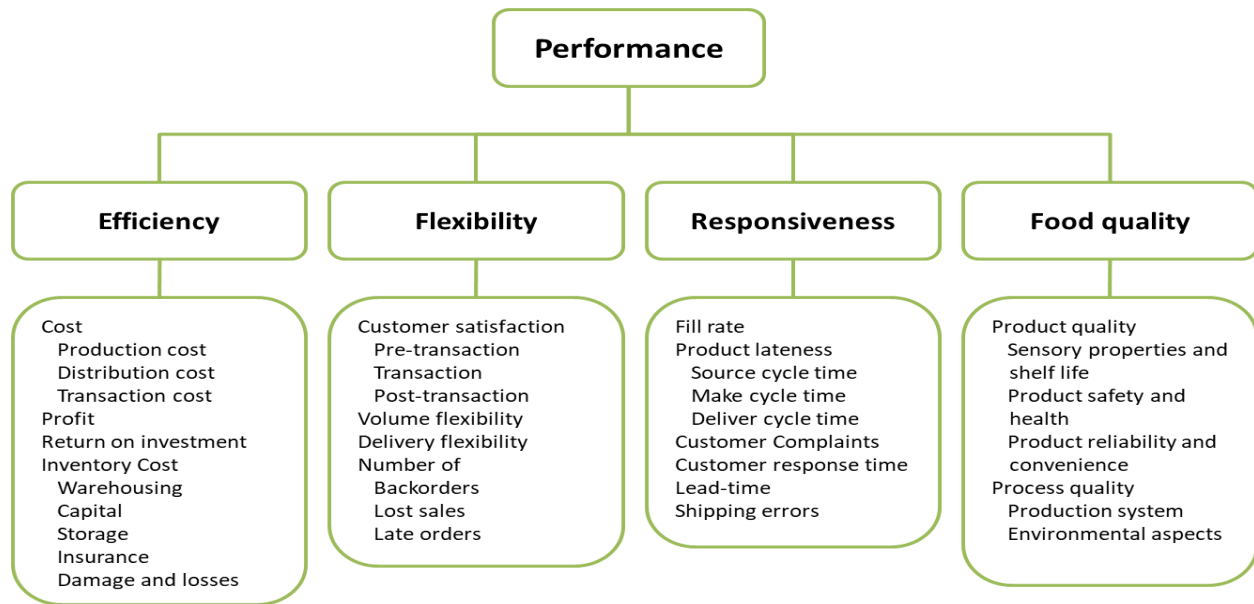 Performance
Efficiency
Flexibility
Responsiveness
Food quality
Cost
Production cost
Distribution cost
Transaction cost
Profit
Return on investment
Inventory Cost
Warehousing
Capital
Storage
Insurance
Damage and losses
Customer satisfaction
Pre-transaction
Transaction
Post-transaction
Volume flexibility
Delivery flexibility
Number of
Backorders
Lost sales
Late orders
Fill rate
Product lateness
Source cycle time
Make cycle time
Deliver cycle time
Customer Complaints
Customer response time
Lead-time
Shipping errors
Product quality
Sensory properties and
shelf life
Product safety and
health
Product reliability and
convenience
Process quality
Production system
Environmental aspects